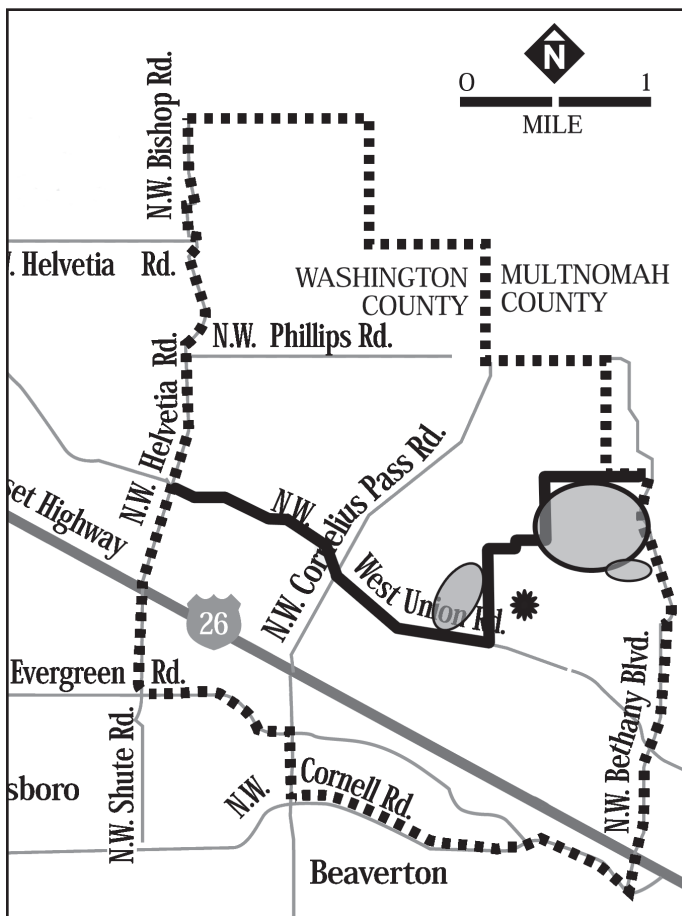 N
0 1
MILE
N.W. Bishop Rd.
. Helvetia Rd.
WASHINGTON
COUNTY
MULTNOMAH
COUNTY
N.W. Phillips Rd.
N.W. Helvetia Rd.
N.W. Cornelius Pass Rd.
set Highway
N.W.
West Union Rd.
26
Evergreen Rd.
N.W. Shute Rd.
N.W. Bethany Blvd.
sboro
N.W.
Cornell Rd.
Beaverton